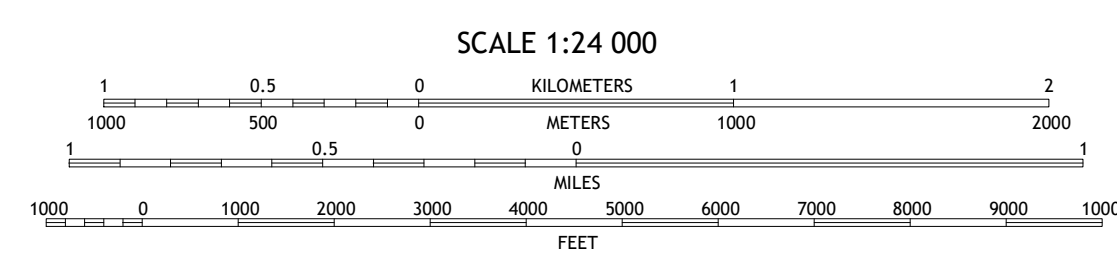 SCALE 1:24 000
1 0.5 0 KILOMETERS 1 2
1000 500 0 METERS 1000 2000
1 0.5 0 1
MILES
1000 0 1000 2000 3000 4000 5000 6000 7000 8000 9000 1000
FEET